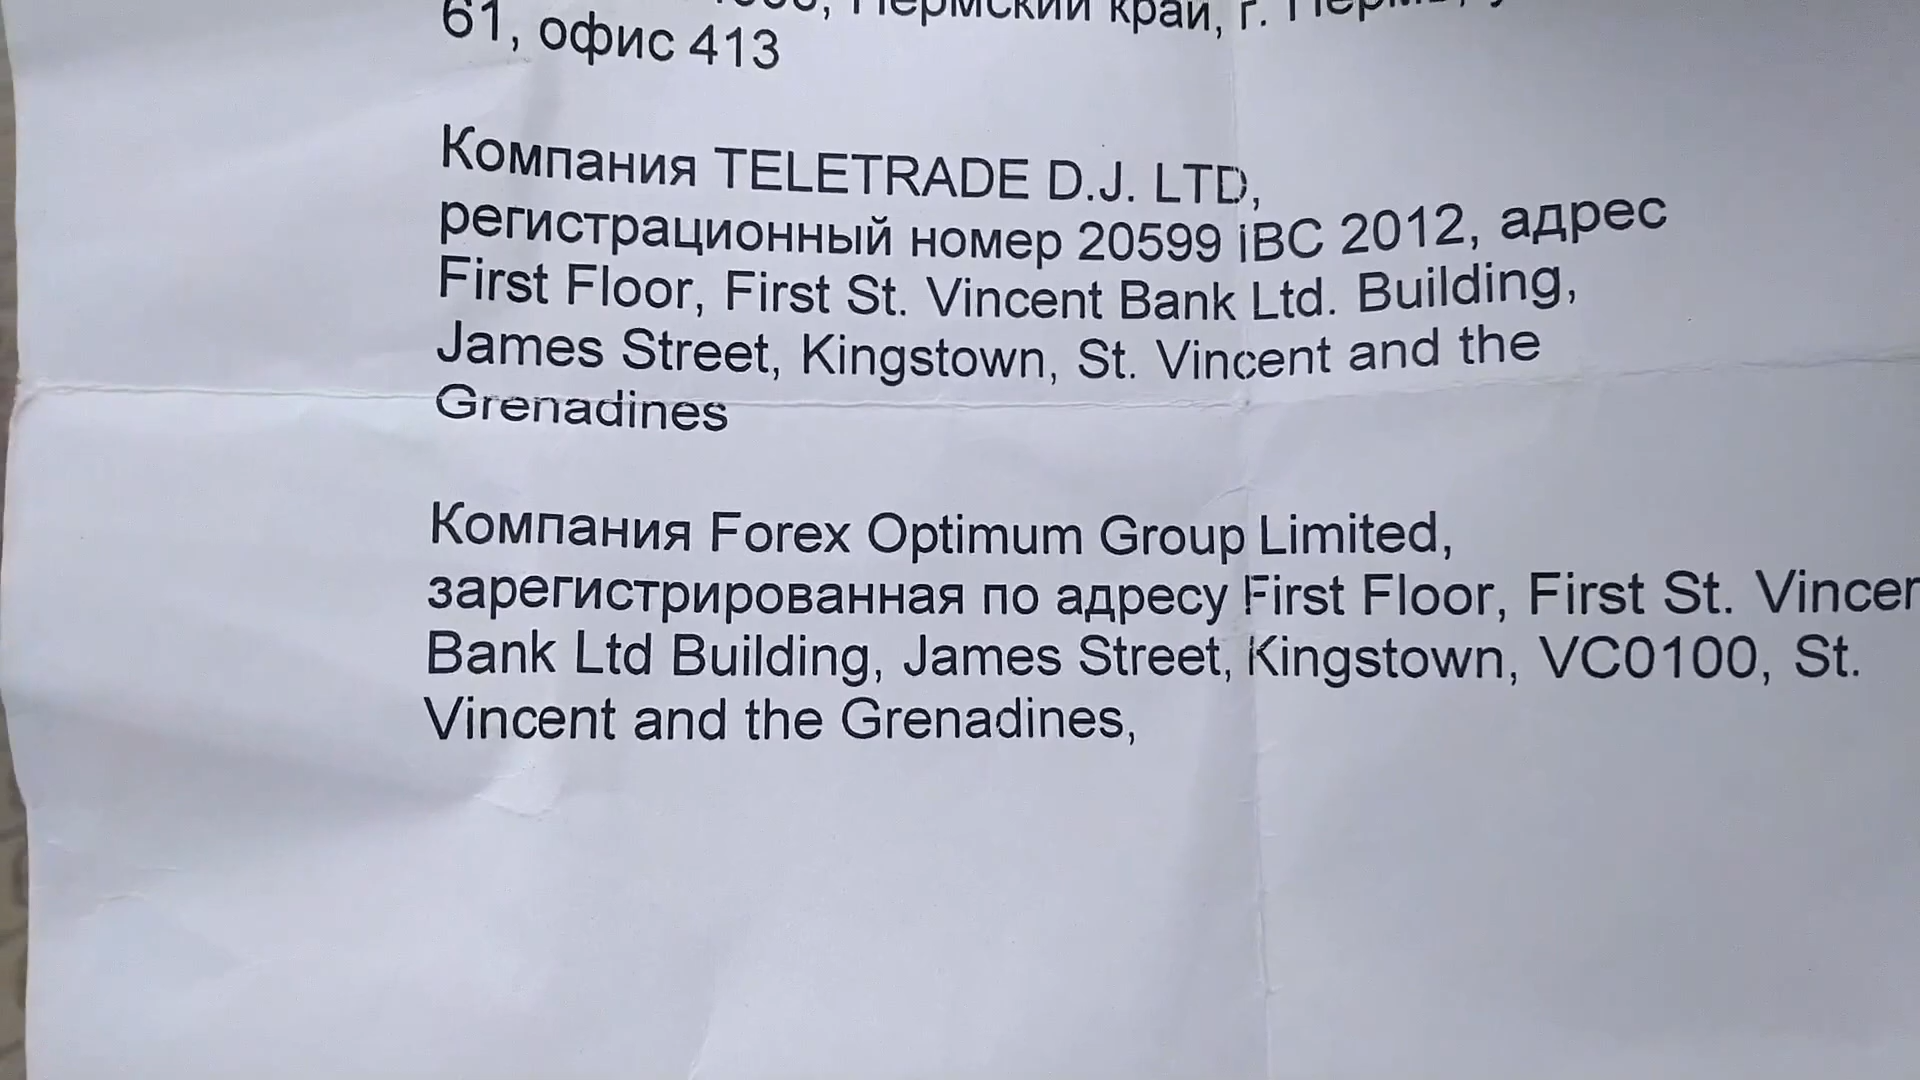 Пермский край, г.
61, офис 413
Компания TELETRADE D.J. LTD,
регистрационный номер 20599 iBC 2012, адрес
First Floor, First St. Vincent Bank Ltd. Building,
James Street, Kingstown, St. Vincent and the
Grenadines
Компания Forex Optimum Group Limited,
зарегистрированная по адресу First Floor, First St.
Bank Ltd Building, James Street, Kingstown, VC0100, St.
Vincent and the Grenadines,